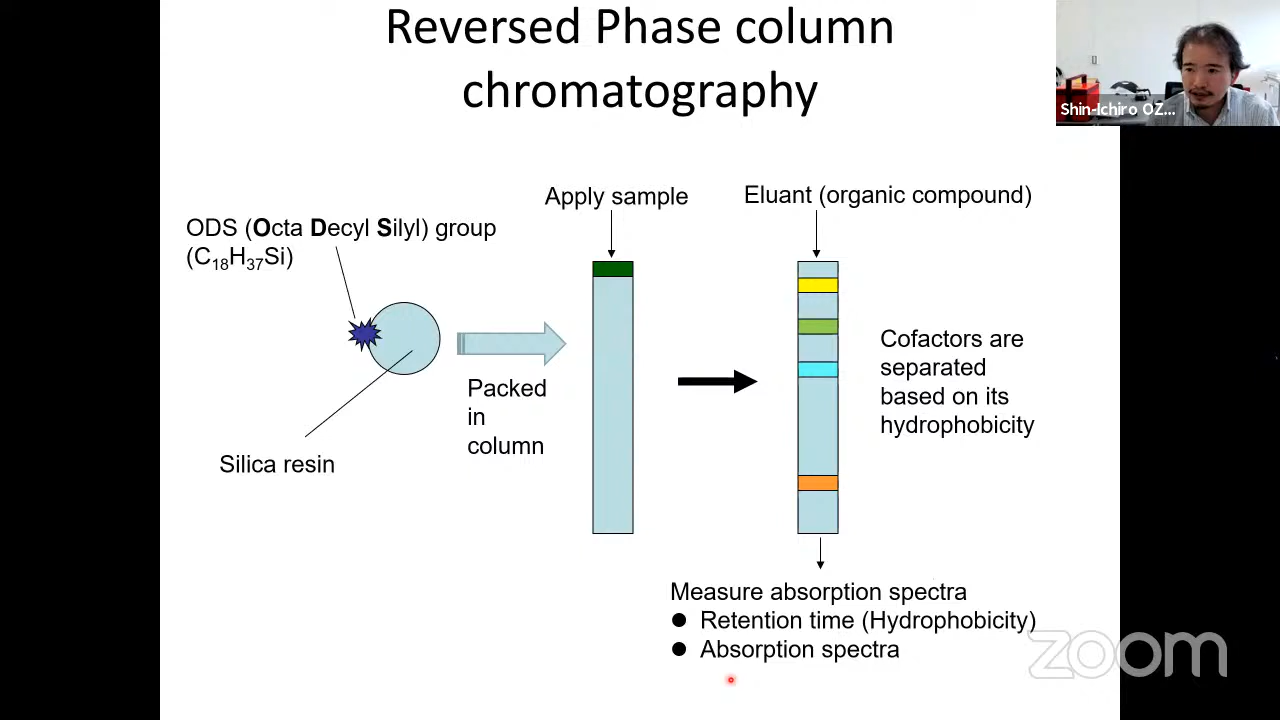 Reversed Phase column
chromatography
Shin-Ichiro OZ...
Apply sample
Eluant (organic compound)
ODS (Octa Decyl Silyl) group
(C₁₈H₃₇Si)
Cofactors are
separated
based on its
hydrophobicity
Packed
in
column
Silica resin
Measure absorption spectra
● Retention time (Hydrophobicity)
● Absorption spectra
zoom